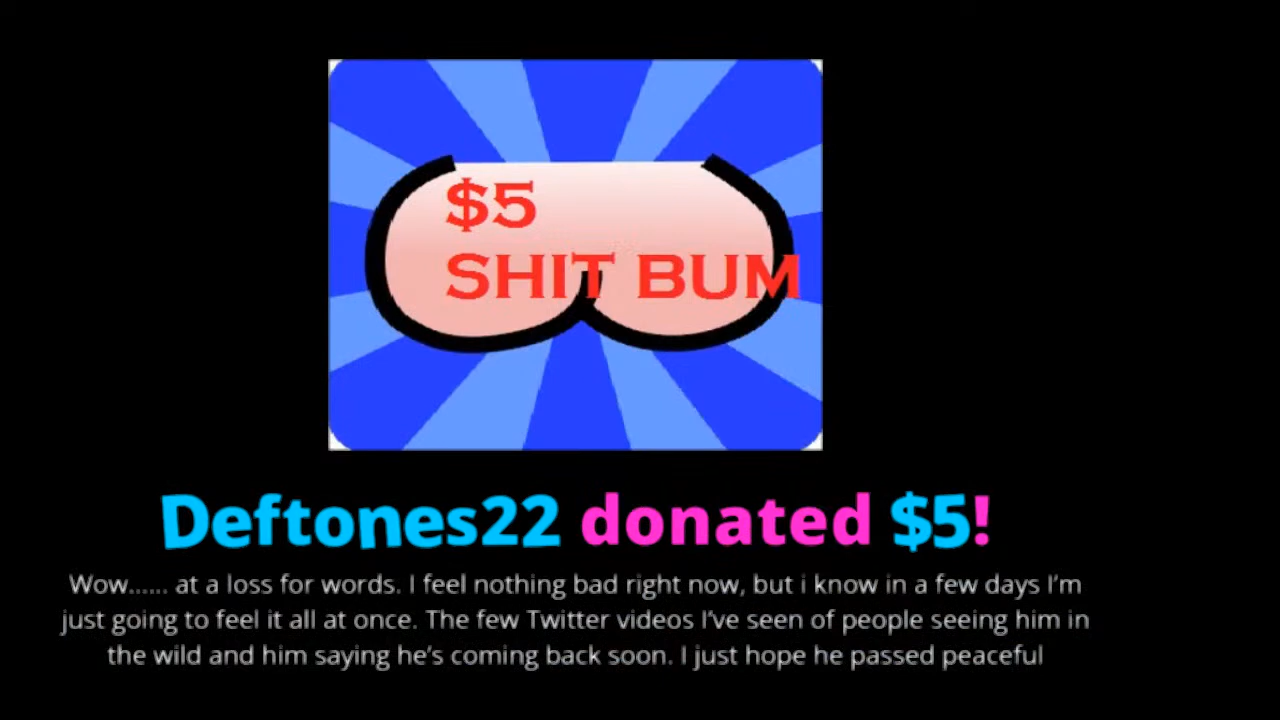 $5
SHIT BUM
Deftones22 donated $5!
Wow...... at a loss for words. I feel nothing bad right now, but i know in a few days I’m
just going to feel it all at once. The few Twitter videos I’ve seen of people seeing him in
the wild and him saying he’s coming back soon. I just hope he passed peaceful